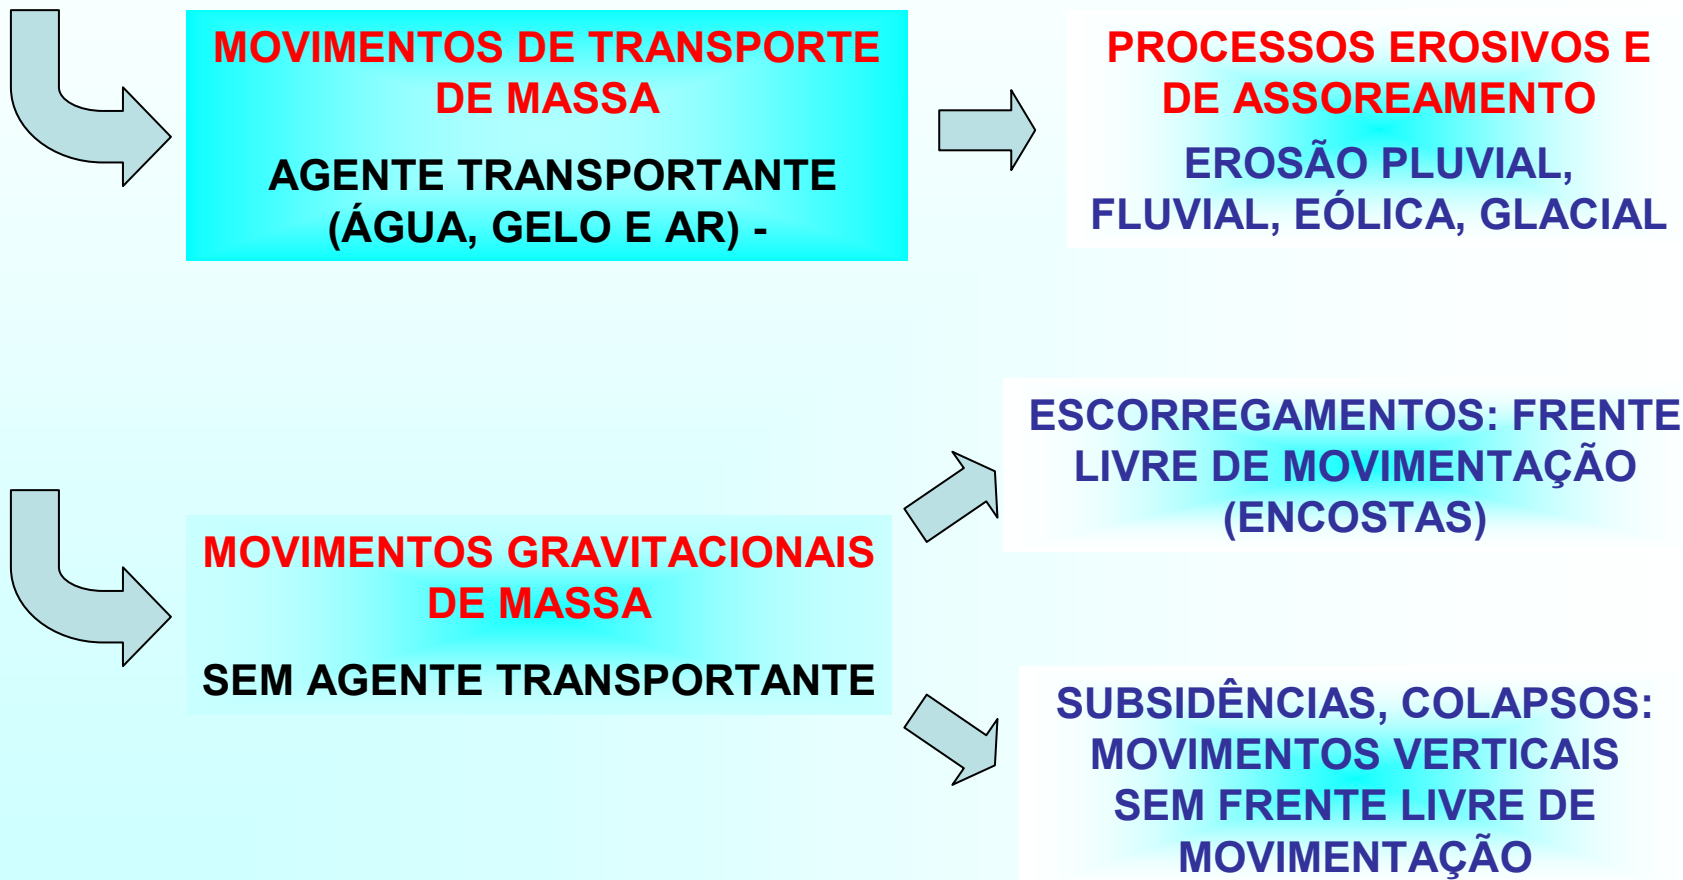 MOVIMENTOS DE TRANSPORTE
DE MASSA
AGENTE TRANSPORTANTE
(ÁGUA, GELO E AR) -
PROCESSOS EROSIVOS E
DE ASSOREAMENTO
EROSÃO PLUVIAL,
FLUVIAL, EÓLICA, GLACIAL
MOVIMENTOS GRAVITACIONAIS
DE MASSA
SEM AGENTE TRANSPORTANTE
ESCORREGAMENTOS: FRENTE
LIVRE DE MOVIMENTAÇÃO
(ENCOSTAS)
SUBSIDÊNCIAS, COLAPSOS:
MOVIMENTOS VERTICAIS
SEM FRENTE LIVRE DE
MOVIMENTAÇÃO